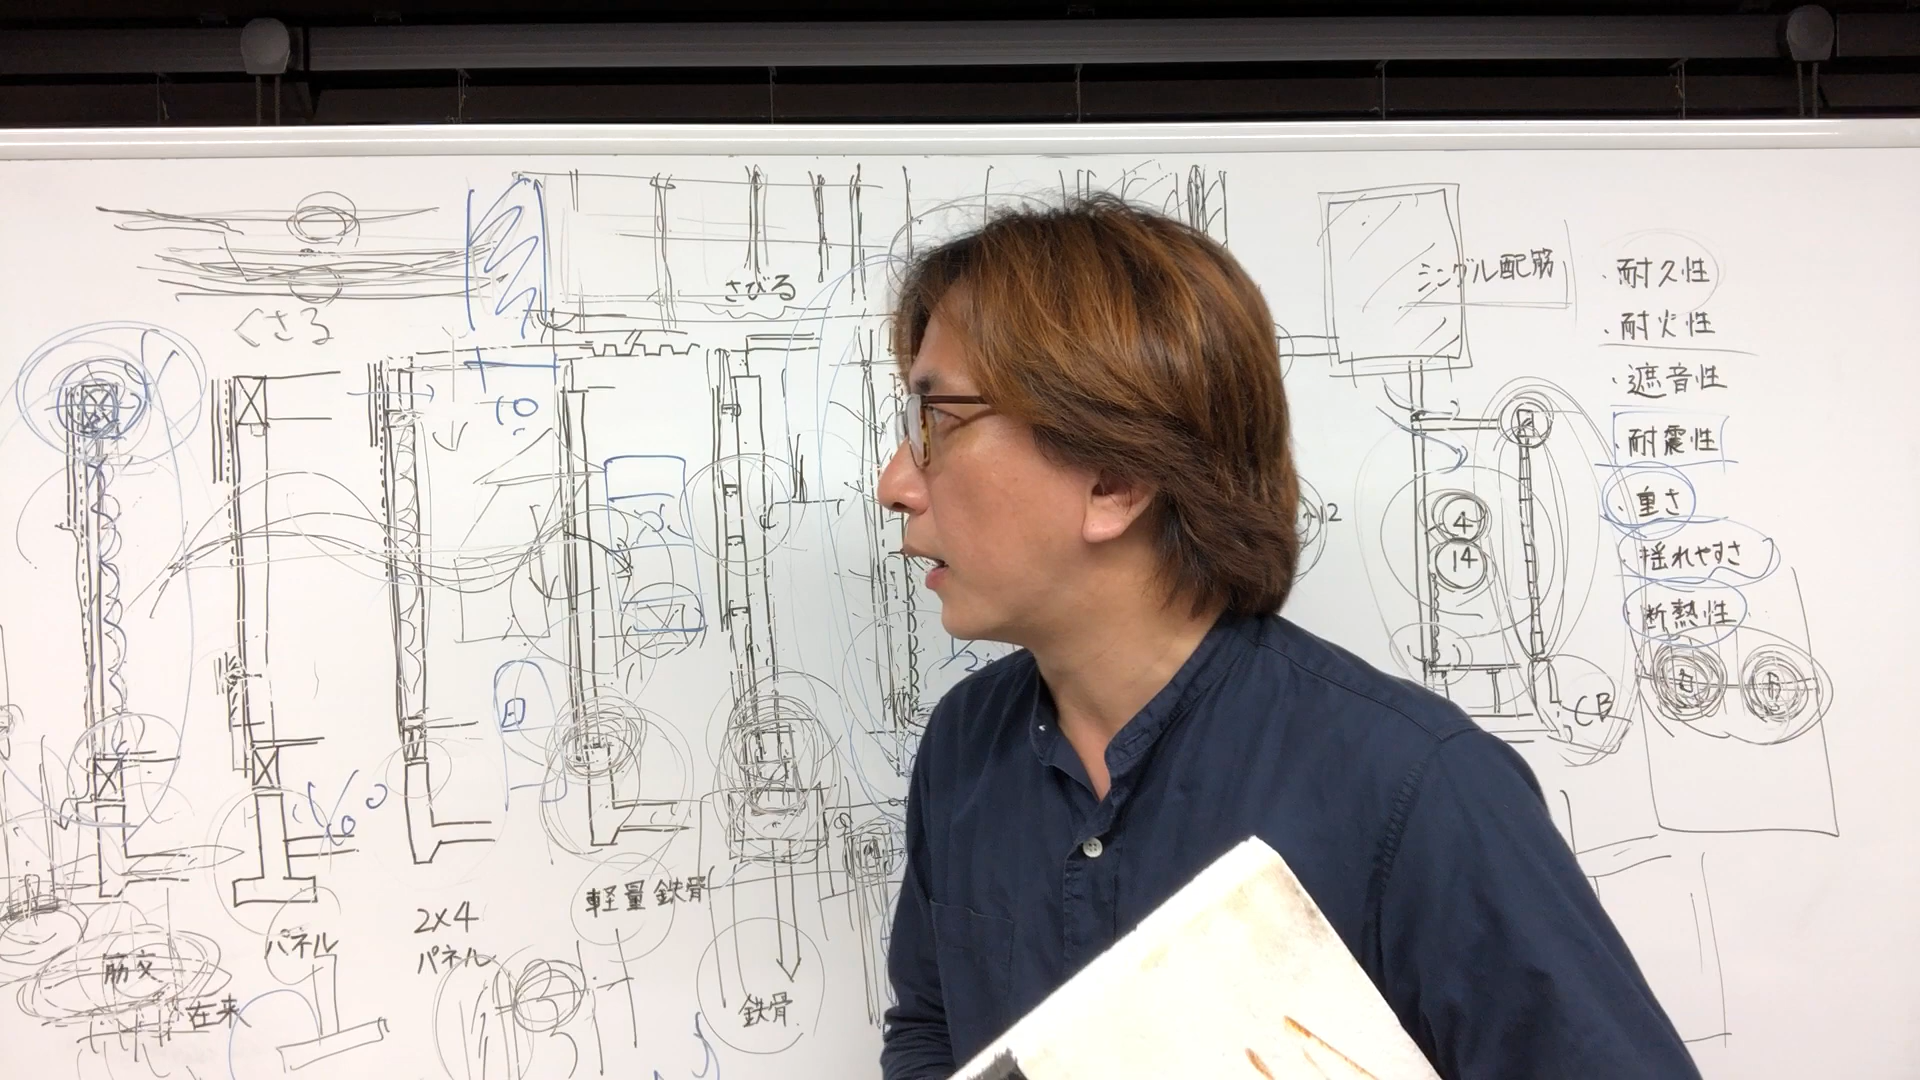 くさる
さびる
10
シングル配筋
・耐久性
・耐火性
・遮音性
・耐震性
・重さ
・揺れやすさ
・断熱性
12
4
14
CB
筋交
在来
パネル
2×4
パネル
軽量鉄骨
鉄骨